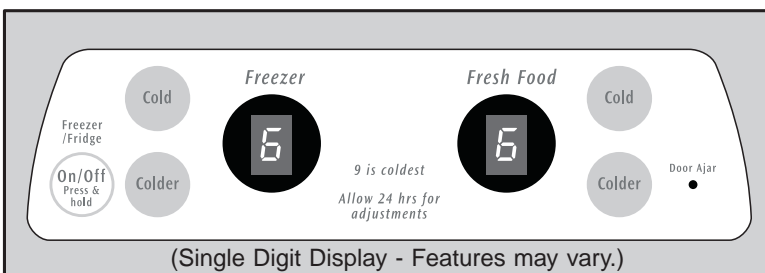 Freezer
Fresh Food
Cold
Cold
Freezer
/Fridge
6
6
On/Off
Press &
hold
Colder
9 is coldest
Allow 24 hrs for
adjustments
Colder
Door Ajar
(Single Digit Display - Features may vary.)